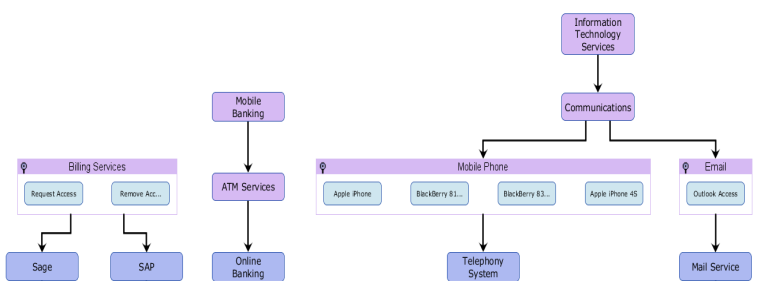 Information
Technology
Services
Mobile
Banking
Communications
Billing Services
Mobile Phone
Email
Request Access
Remove Acc...
ATM Services
Apple iPhone
BlackBerry 81...
BlackBerry 83...
Apple iPhone 4S
Outlook Access
Sage
SAP
Online
Banking
Telephony
System
Mail Service